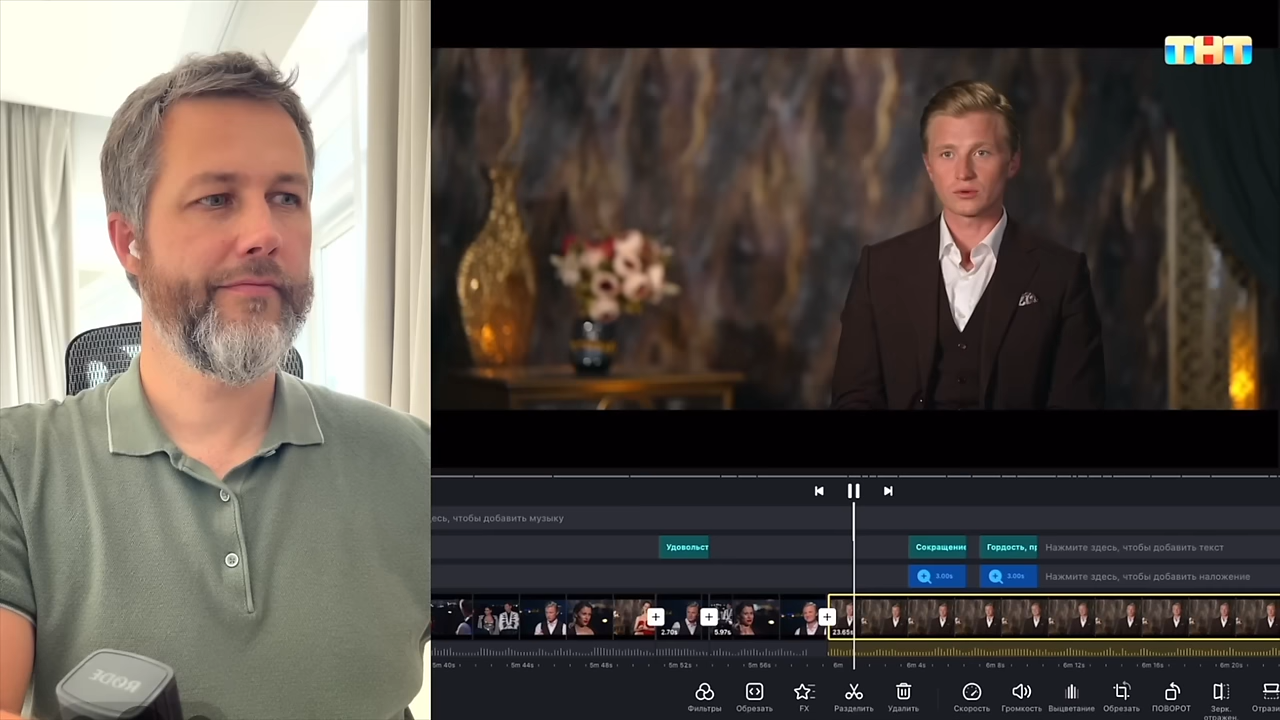 ТНТ
есь, чтобы добавить музыку
Удовольст
Сокращение
Гордость, пр
Нажмите здесь, чтобы добавить текст
3.00s
3.00s
Нажмите здесь, чтобы добавить наложение
2.70s
5.97s
23.65s
5m 40s
5m 44s
5m 48s
5m 52s
5m 56s
6m
6m 4s
6m 8s
6m 12s
6m 16s
6m 20s
RODE
Фильтры
Обрезать
FX
Разделить
Удалить
Скорость
Громкость
Выцветание
Обрезать
ПОВОРОТ
Зерк.
отражен.
Отрази